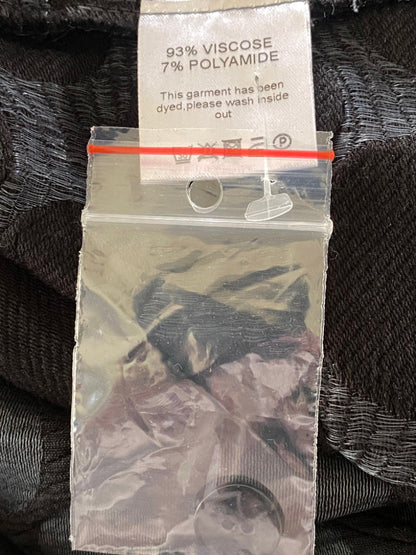 93% VISCOSE
7% POLYAMIDE
This garment has been
dyed,please wash inside
out
P